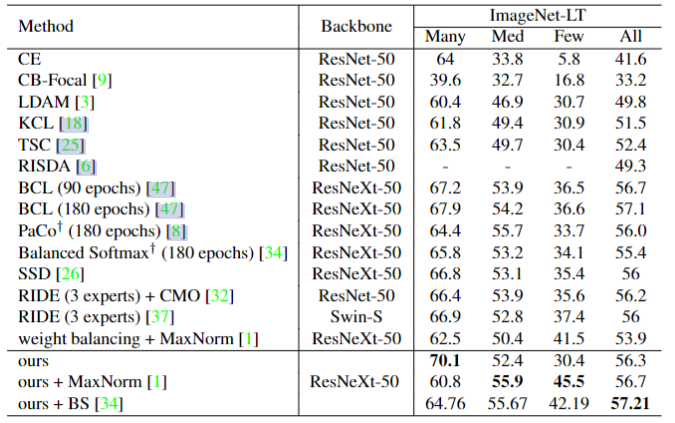 Method Backbone ImageNet-LT
Many Med Few All
CE ResNet-50 64 33.8 5.8 41.6
CB-Focal [9] ResNet-50 39.6 32.7 16.8 33.2
LDAM [3] ResNet-50 60.4 46.9 30.7 49.8
KCL [18] ResNet-50 61.8 49.4 30.9 51.5
TSC [25] ResNet-50 63.5 49.7 30.4 52.4
RISDA [6] ResNet-50 - - - 49.3
BCL (90 epochs) [47] ResNeXt-50 67.2 53.9 36.5 56.7
BCL (180 epochs) [47] ResNeXt-50 67.9 54.2 36.6 57.1
PaCo† (180 epochs) [8] ResNeXt-50 64.4 55.7 33.7 56.0
Balanced Softmax† (180 epochs) [34] ResNeXt-50 65.8 53.2 34.1 55.4
SSD [26] ResNeXt-50 66.8 53.1 35.4 56
RIDE (3 experts) + CMO [32] ResNet-50 66.4 53.9 35.6 56.2
RIDE (3 experts) [37] Swin-S 66.9 52.8 37.4 56
weight balancing + MaxNorm [1] ResNeXt-50 62.5 50.4 41.5 53.9
ours 70.1 52.4 30.4 56.3
ours + MaxNorm [1] ResNeXt-50 60.8 55.9 45.5 56.7
ours + BS [34] 64.76 55.67 42.19 57.21